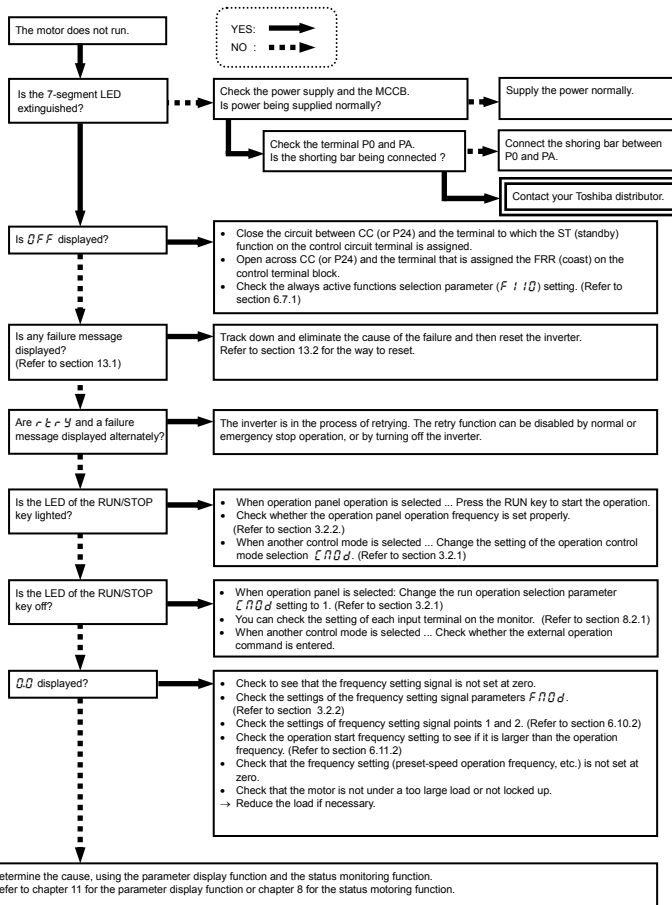 The motor does not run.
YES:
NO :
Is the 7-segment LED
extinguished?
Check the power supply and the MCCB.
Is power being supplied normally?
Supply the power normally.
Check the terminal P0 and PA.
Is the shorting bar being connected ?
Connect the shoring bar between
P0 and PA.
Contact your Toshiba distributor.
Is OFF displayed?
• Close the circuit between CC (or P24) and the terminal to which the ST (standby)
function on the control circuit terminal is assigned.
• Open across CC (or P24) and the terminal that is assigned the FRR (coast) on the
control terminal block.
• Check the always active functions selection parameter (F110) setting. (Refer to
section 6.7.1)
Is any failure message
displayed?
(Refer to section 13.1)
Track down and eliminate the cause of the failure and then reset the inverter.
Refer to section 13.2 for the way to reset.
Are rtry and a failure
message displayed alternately?
The inverter is in the process of retrying. The retry function can be disabled by normal or
emergency stop operation, or by turning off the inverter.
Is the LED of the RUN/STOP
key lighted?
• When operation panel operation is selected ... Press the RUN key to start the operation.
• Check whether the operation panel operation frequency is set properly.
(Refer to section 3.2.2.)
• When another control mode is selected ... Change the setting of the operation control
mode selection CMOd. (Refer to section 3.2.1)
Is the LED of the RUN/STOP
key off?
• When operation panel is selected: Change the run operation selection parameter
CMOd setting to 1. (Refer to section 3.2.1)
• You can check the setting of each input terminal on the monitor. (Refer to section 8.2.1)
• When another control mode is selected ... Check whether the external operation
command is entered.
0.0 displayed?
• Check to see that the frequency setting signal is not set at zero.
• Check the settings of the frequency setting signal parameters FMOd.
(Refer to section 3.2.2)
• Check the settings of frequency setting signal points 1 and 2. (Refer to section 6.10.2)
• Check the operation start frequency setting to see if it is larger than the operation
frequency. (Refer to section 6.11.2)
• Check that the frequency setting (preset-speed operation frequency, etc.) is not set at
zero.
• Check that the motor is not under a too large load or not locked up.
→ Reduce the load if necessary.
etermine the cause, using the parameter display function and the status monitoring function.
efer to chapter 11 for the parameter display function or chapter 8 for the status motoring function.